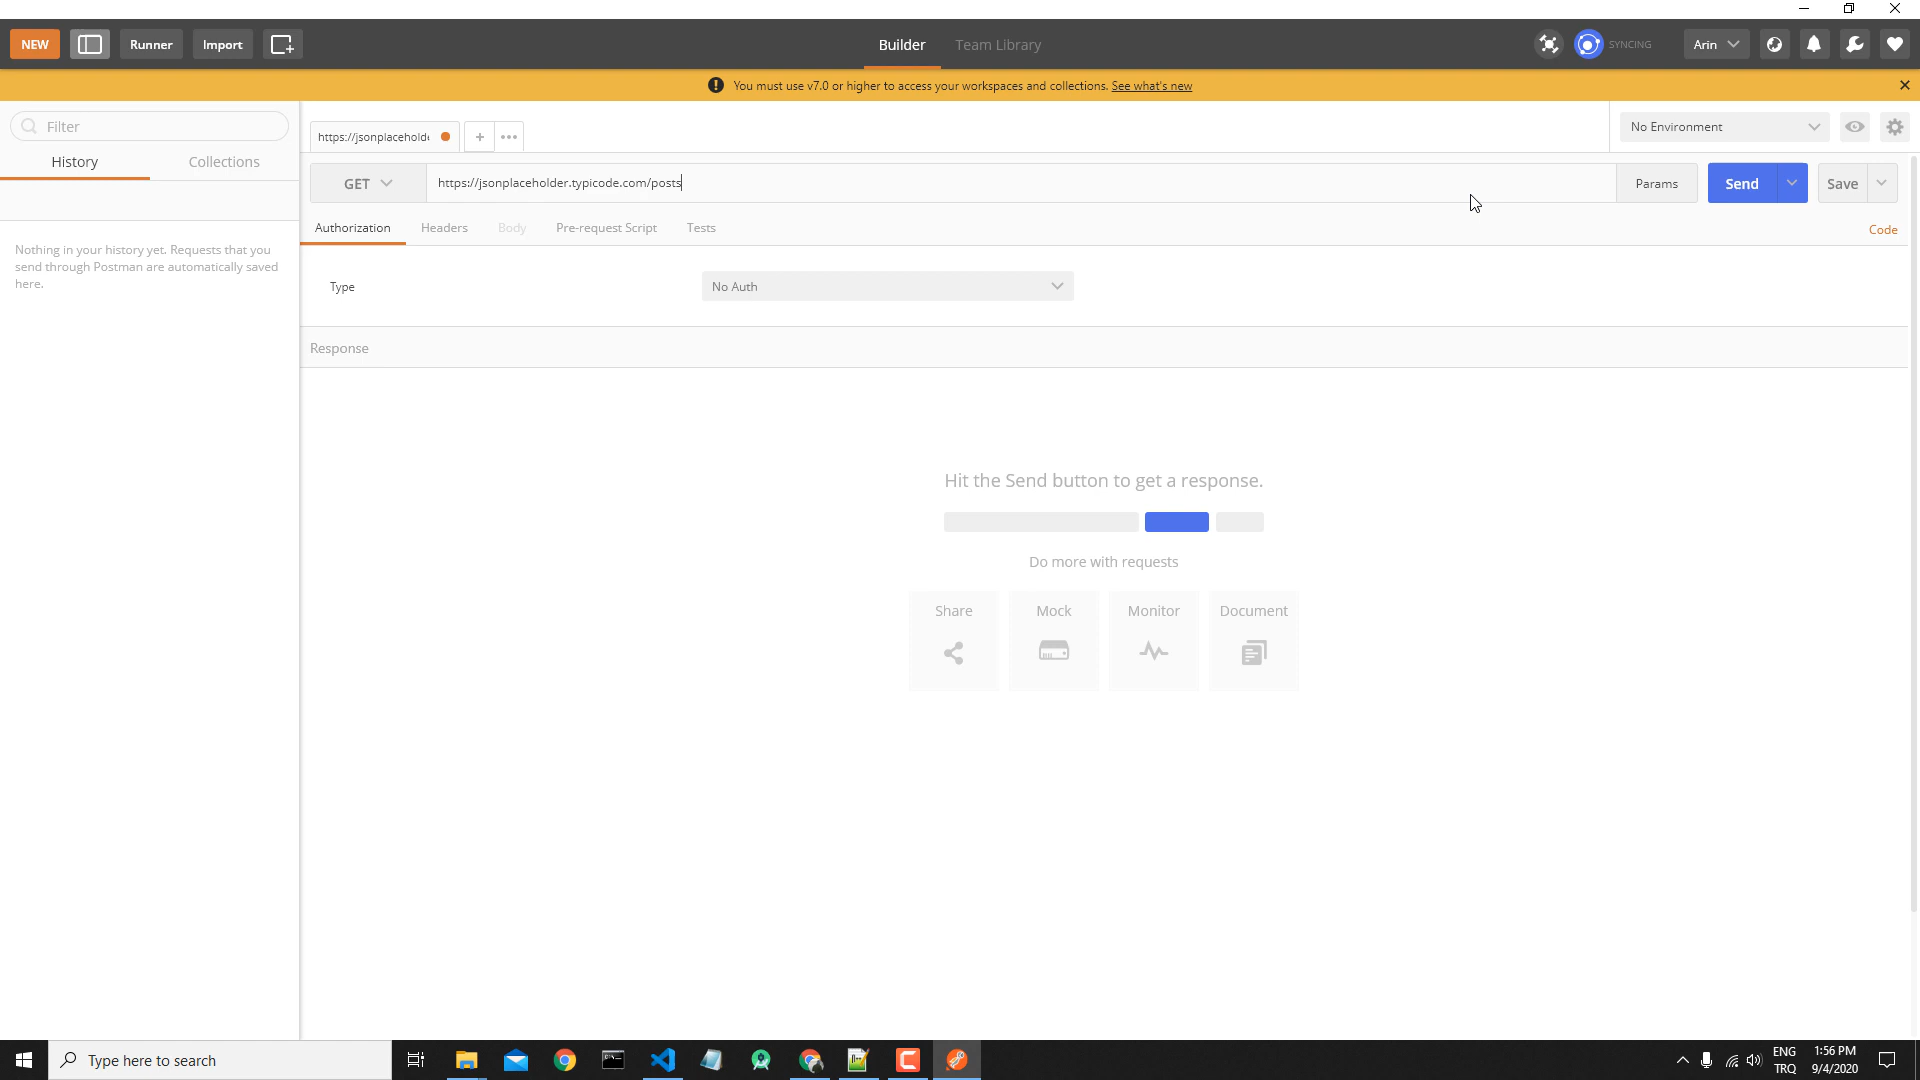 NEW
Runner
Import
Builder
Team Library
SYNCING
Arin
You must use v7.0 or higher to access your workspaces and collections. See what's new
Filter
History
Collections
Nothing in your history yet. Requests that you
send through Postman are automatically saved
here.
https://jsonplacehold
No Environment
GET
https://jsonplaceholder.typicode.com/posts
Params
Send
Save
Authorization
Headers
Body
Pre-request Script
Tests
Code
Type
No Auth
Response
Hit the Send button to get a response.
Do more with requests
Share
Mock
Monitor
Document
Type here to search
ENG
TRQ
1:56 PM
9/4/2020